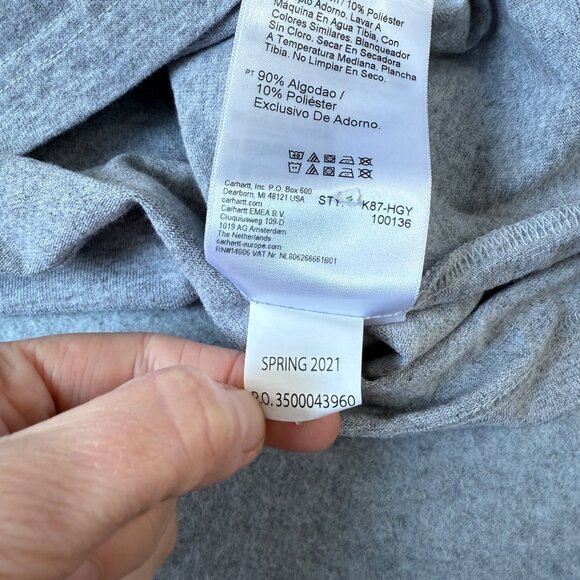 / 10% Poliéster
Adorno. Lavar A
Máquina En Agua Tibia, Con
Colores Similares. Blanqueador
Sin Cloro. Secar En Secadora
A Temperatura Mediana. Plancha
Tibia. No Limpiar En Seco.
PT 90% Algodao /
10% Poliéster
Exclusivo De Adorno.
Carhartt, Inc. P.O. Box 600
Dearborn, MI 48121 USA
carhartt.com
Carhartt EMEA B.V.
Cruquiusweg 109-D
1019 AG Amsterdam
The Netherlands
carhartt-europe.com
RN#14806 VAT Nr. NL806266661B01
K87-HGY
100136
SPRING 2021
P.O. 3500043960